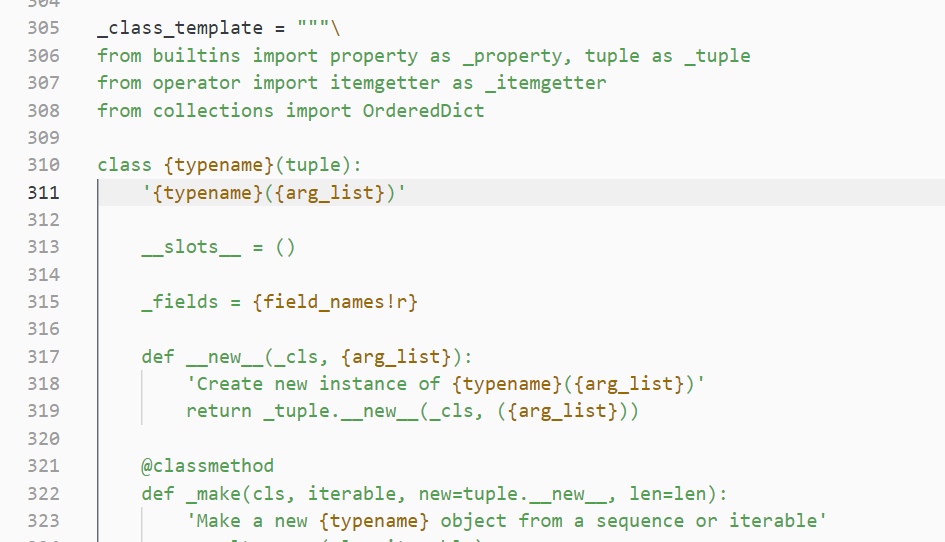 304
305 _class_template = """\
306 from builtins import property as _property, tuple as _tuple
307 from operator import itemgetter as _itemgetter
308 from collections import OrderedDict
309
310 class {typename}(tuple):
311     '{typename}({arg_list})'
312
313     __slots__ = ()
314
315     _fields = {field_names!r}
316
317     def __new__(_cls, {arg_list}):
318         'Create new instance of {typename}({arg_list})'
319         return _tuple.__new__(_cls, ({arg_list}))
320
321     @classmethod
322     def _make(cls, iterable, new=tuple.__new__, len=len):
323         'Make a new {typename} object from a sequence or iterable'